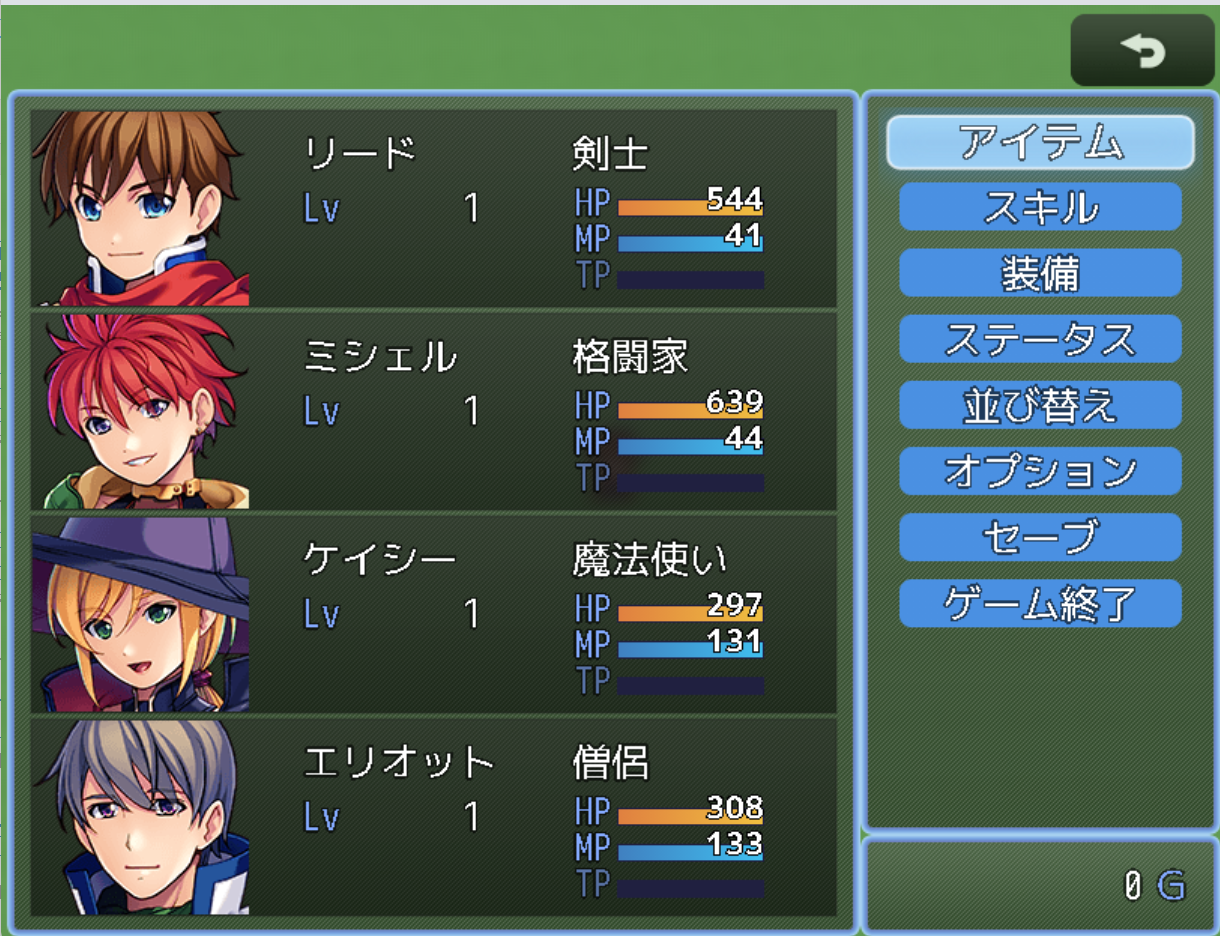 リード 剣士
Lv 1 HP 544
MP 41
TP
ミシェル 格闘家
Lv 1 HP 639
MP 44
TP
ケイシー 魔法使い
Lv 1 HP 297
MP 131
TP
エリオット 僧侶
Lv 1 HP 308
MP 133
TP
アイテム
スキル
装備
ステータス
並び替え
オプション
セーブ
ゲーム終了
0 G